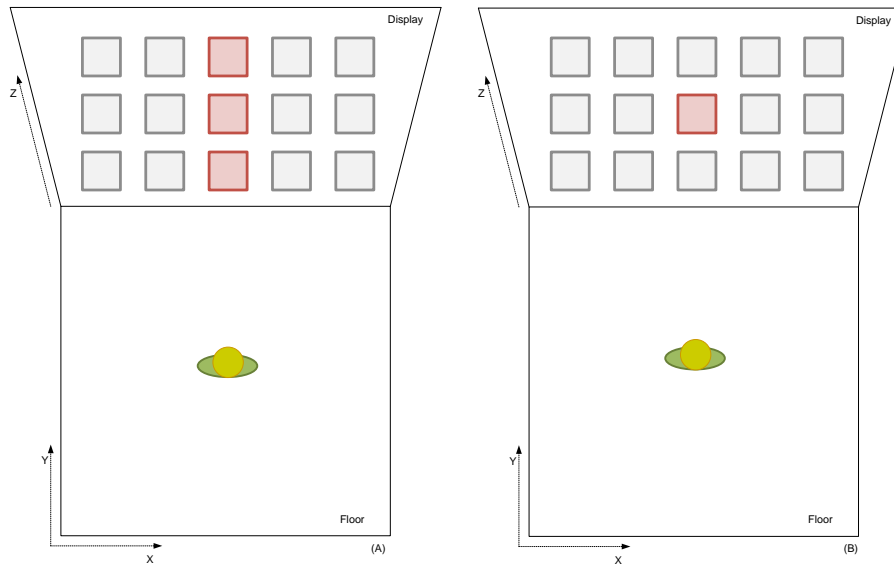 Display
Z
Y
Floor
X
(A)
Display
Z
Y
Floor
X
(B)